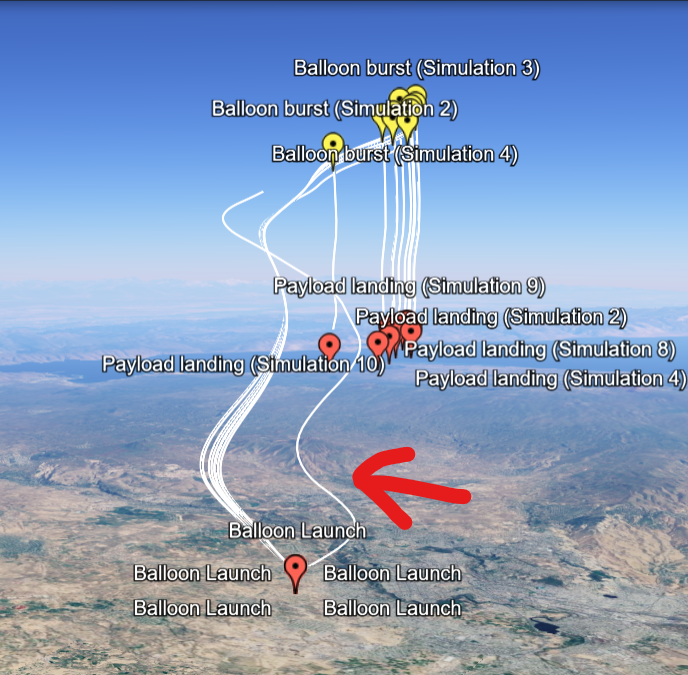 Balloon burst (Simulation 3)
Balloon burst (Simulation 2)
Balloon burst (Simulation 4)
Payload landing (Simulation 9)
Payload landing (Simulation 2)
Payload landing (Simulation 8)
Payload landing (Simulation 10)
Payload landing (Simulation 4)
Balloon Launch
Balloon Launch
Balloon Launch
Balloon Launch
Balloon Launch